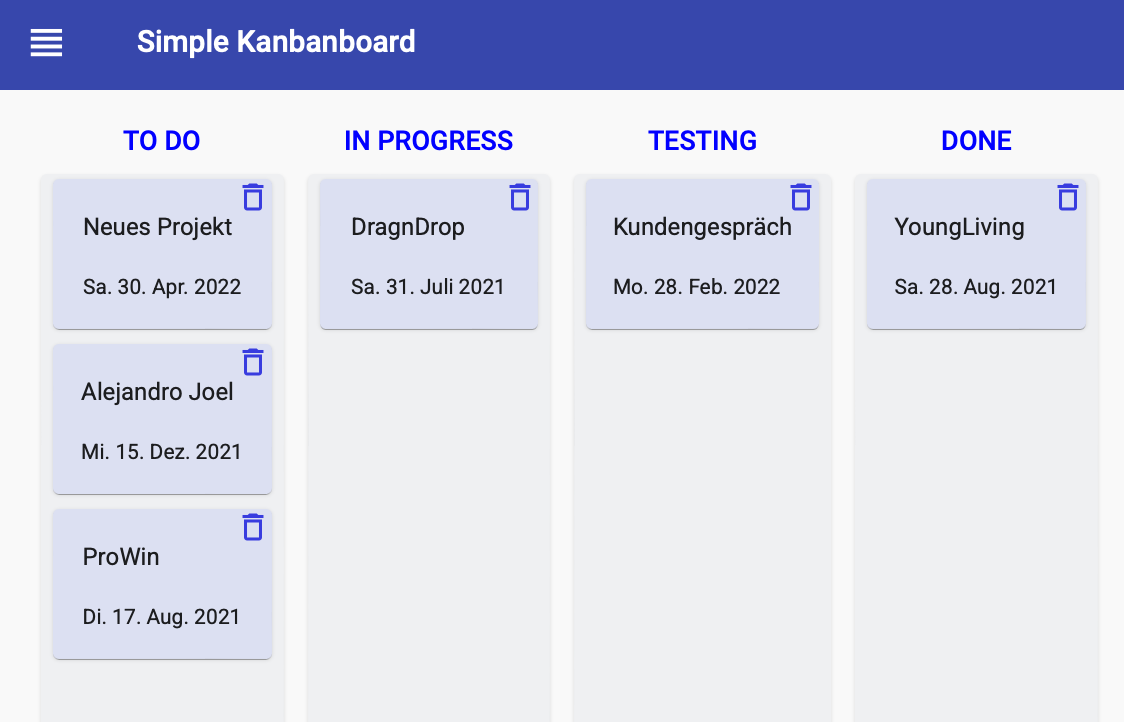 Simple Kanbanboard
TO DO
Neues Projekt
Sa. 30. Apr. 2022
Alejandro Joel
Mi. 15. Dez. 2021
ProWin
Di. 17. Aug. 2021
IN PROGRESS
DragnDrop
Sa. 31. Juli 2021
TESTING
Kundengespräch
Mo. 28. Feb. 2022
DONE
YoungLiving
Sa. 28. Aug. 2021